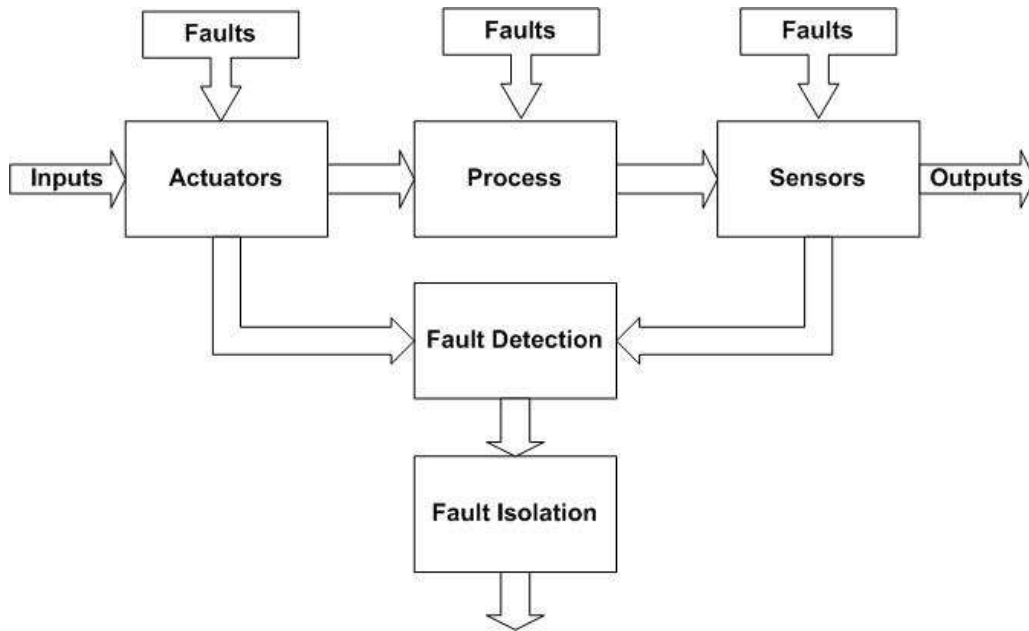 Faults
Faults
Faults
Inputs
Actuators
Process
Sensors
Outputs
Fault Detection
Fault Isolation